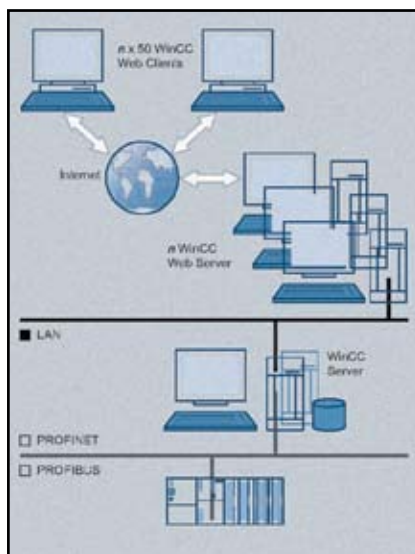 n x 50 WinCC
Web Clients
Internet
n WinCC
Web Server
LAN
WinCC
Server
PROFINET
PROFIBUS